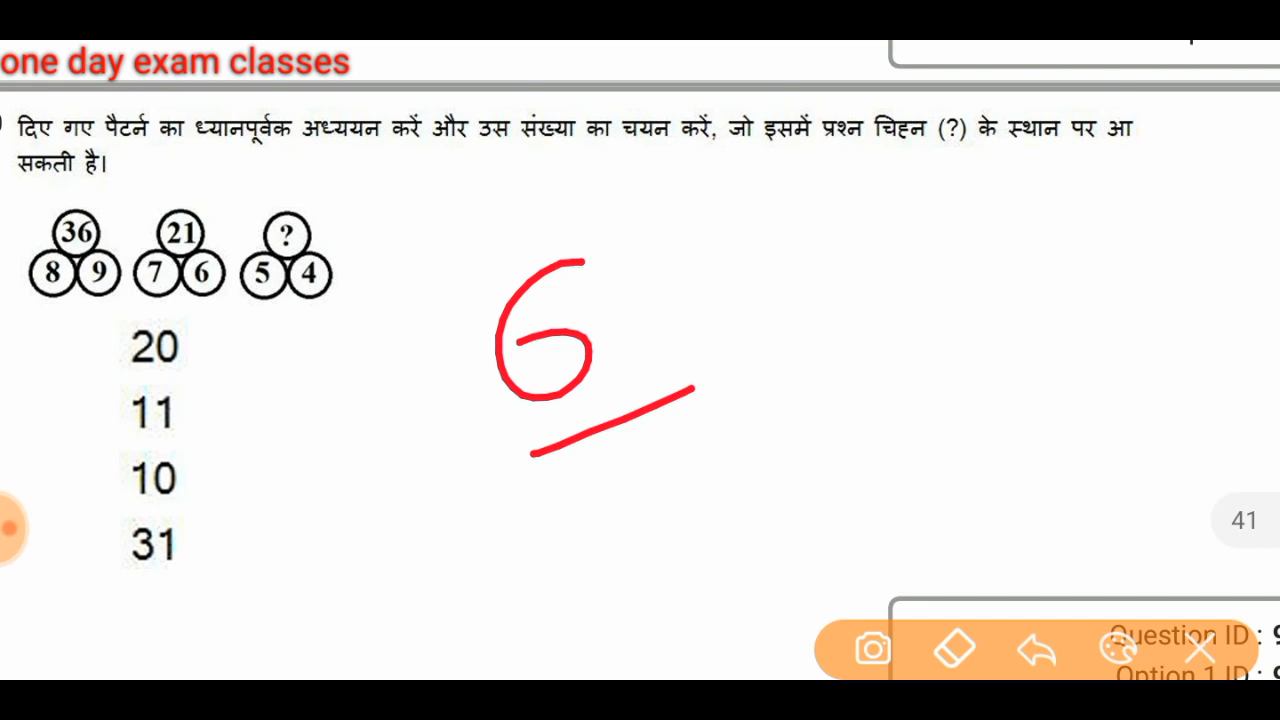 one day exam classes
दिए गए पैटर्न का ध्यानपूर्वक अध्ययन करें और उस संख्या का चयन करें, जो इसमें प्रश्न चिह्न (?) के स्थान पर आ
सकती है।
36 21 ?
8 9 7 6 5 4
20
11
10
31
6
41
Question ID : 9
Option 1 ID : 9